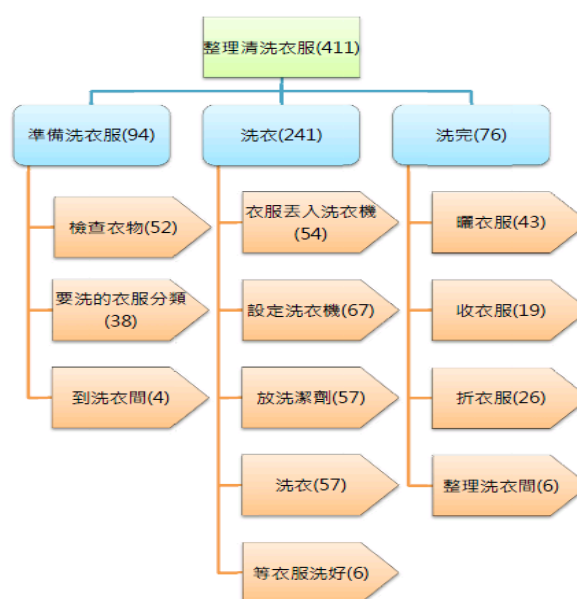 整理清洗衣服(411)
準備洗衣服(94)
洗衣(241)
洗完(76)
檢查衣物(52)
要洗的衣服分類
(38)
到洗衣間(4)
衣服丟入洗衣機
(54)
設定洗衣機(67)
放洗潔劑(57)
洗衣(57)
等衣服洗好(6)
曬衣服(43)
收衣服(19)
折衣服(26)
整理洗衣間(6)